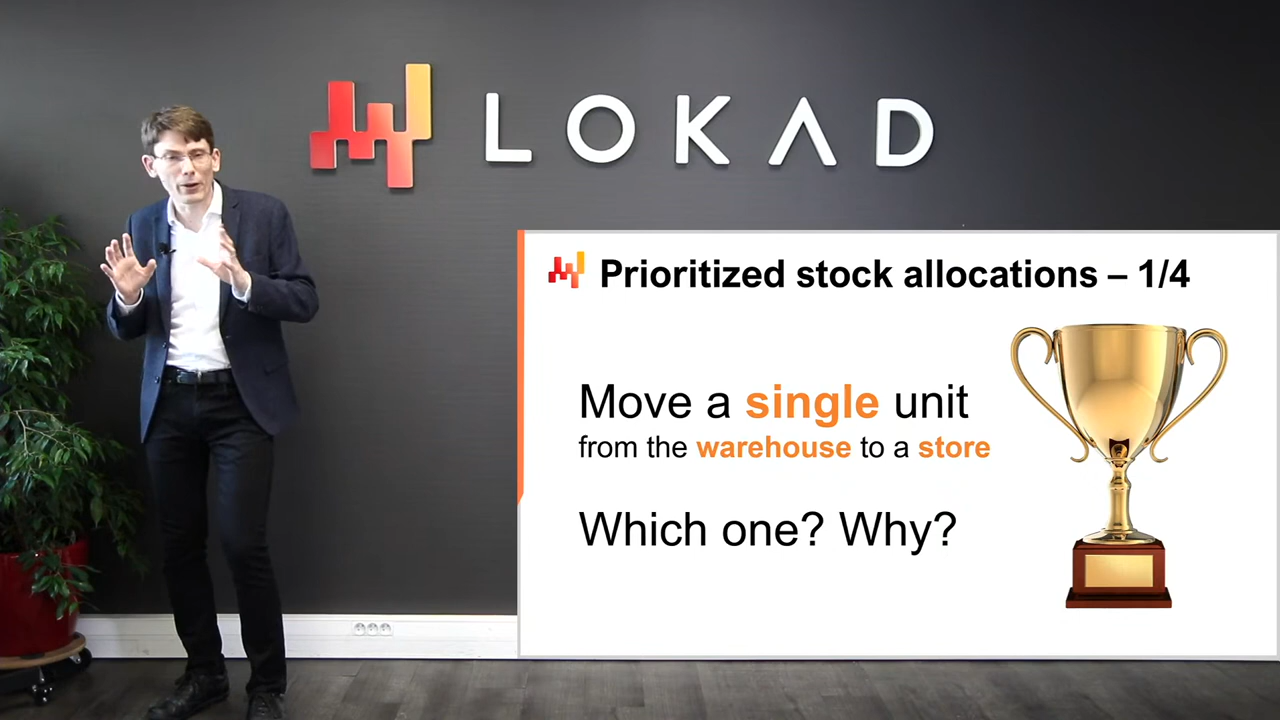 LOKAD
Prioritized stock allocations – 1/4
Move a single unit
from the warehouse to a store
Which one? Why?